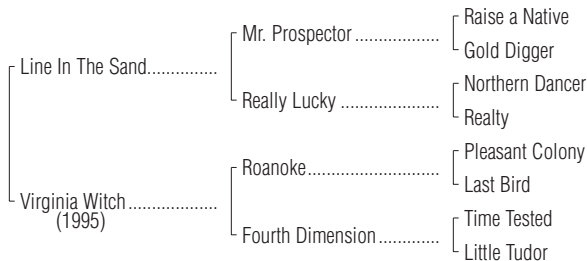 Raise a Native
Mr. Prospector ...................
Gold Digger
Line In The Sand...............
Northern Dancer
Really Lucky ......................
Realty
Pleasant Colony
Roanoke.............................
Last Bird
Virginia Witch ...................
(1995)
Time Tested
Fourth Dimension.............
Little Tudor